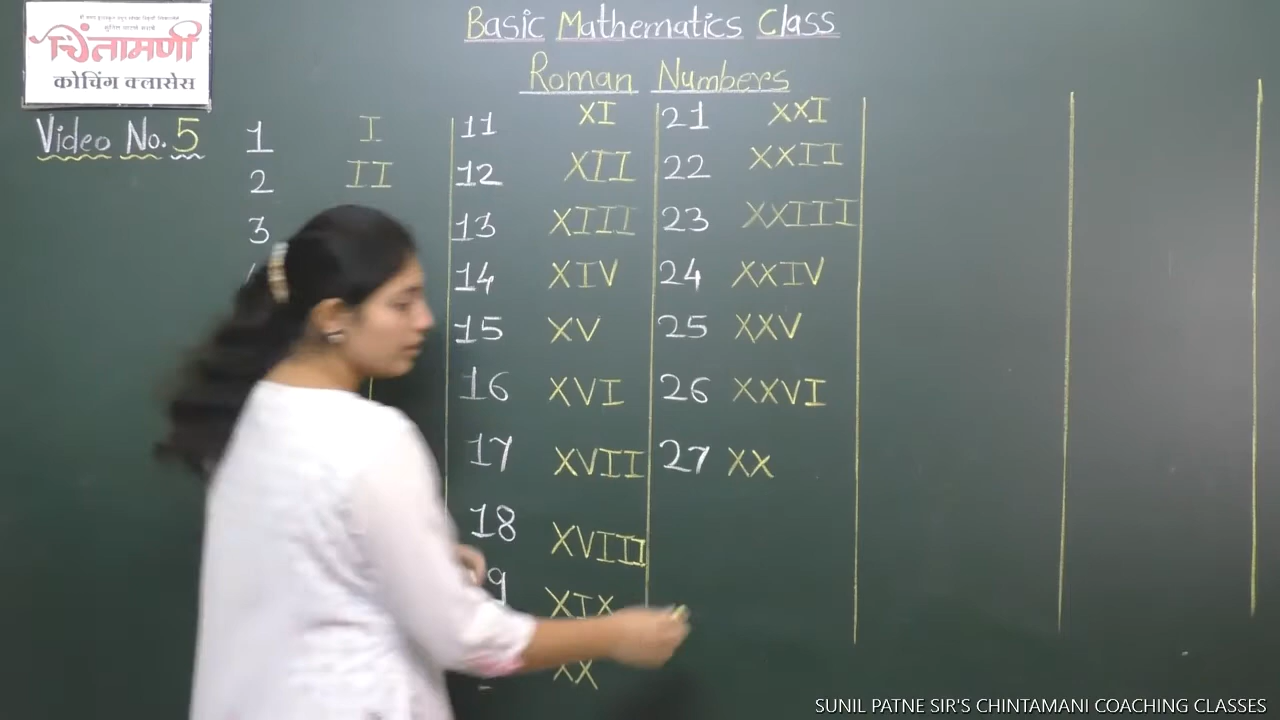 चिंतामणी
कोचिंग क्लासेस
Basic Mathematics Class
Roman Numbers
Video No. 5
1 I
2 II
3
11 XI
12 XII
13 XIII
14 XIV
15 XV
16 XVI
17 XVII
18 XVIII
9 XIX
XX
21 XXI
22 XXII
23 XXIII
24 XXIV
25 XXV
26 XXVI
27 XX
SUNIL PATNE SIR'S CHINTAMANI COACHING CLASSES